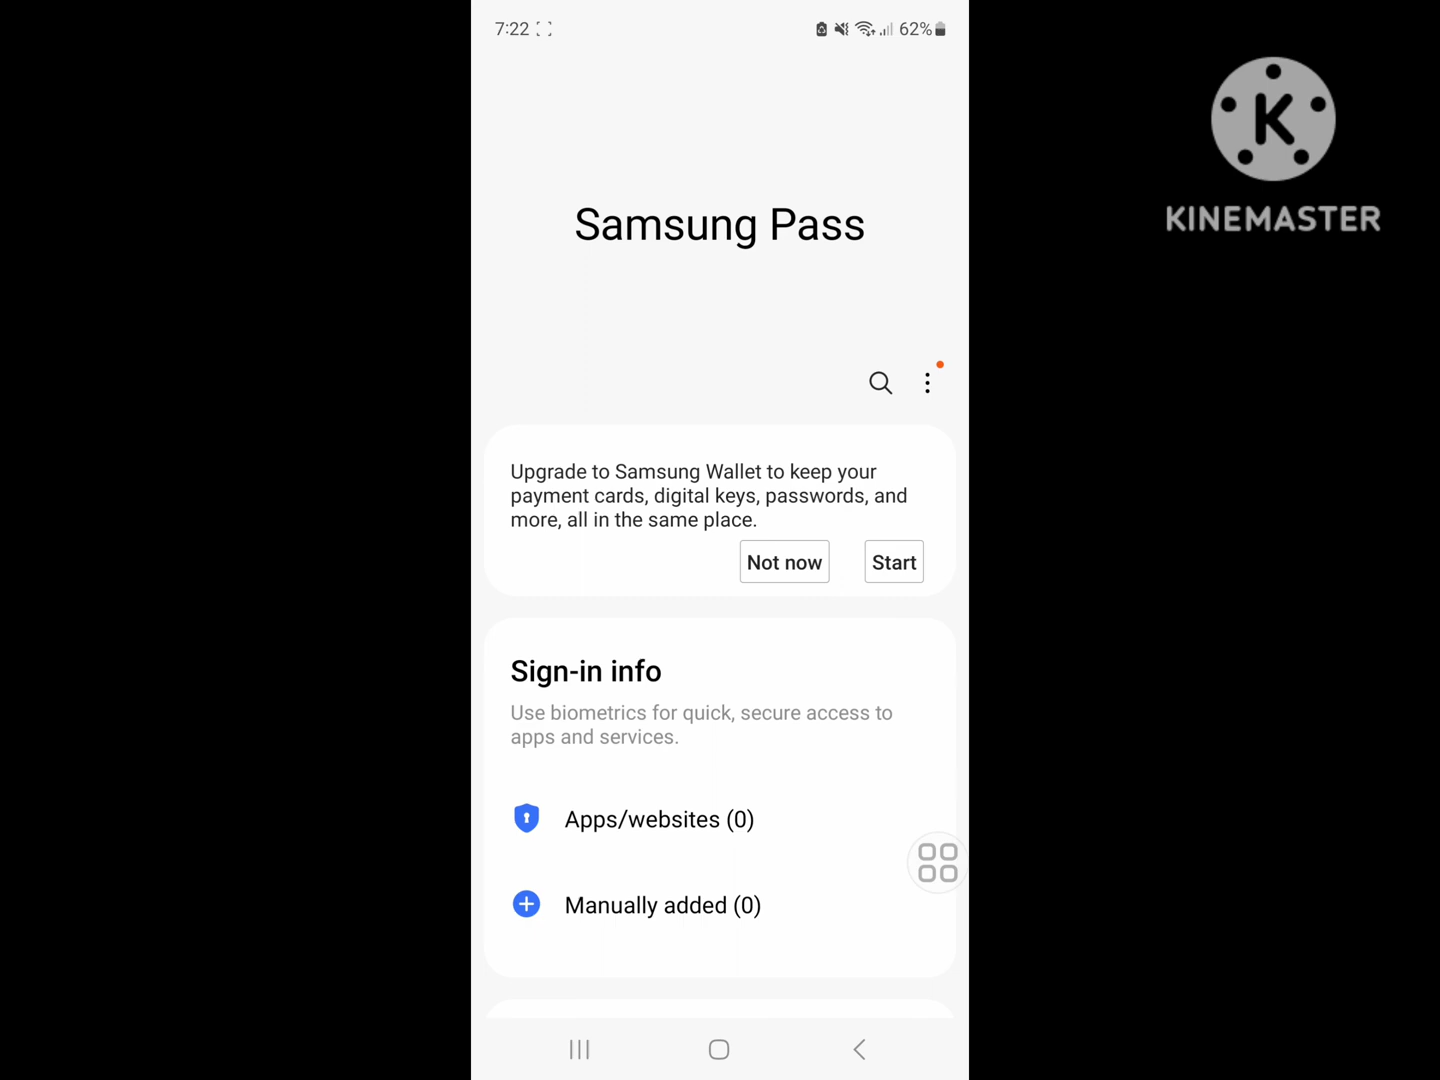 7:22
62%
K
KINEMASTER
Samsung Pass
Upgrade to Samsung Wallet to keep your
payment cards, digital keys, passwords, and
more, all in the same place.
Not now
Start
Sign-in info
Use biometrics for quick, secure access to
apps and services.
Apps/websites (0)
Manually added (0)